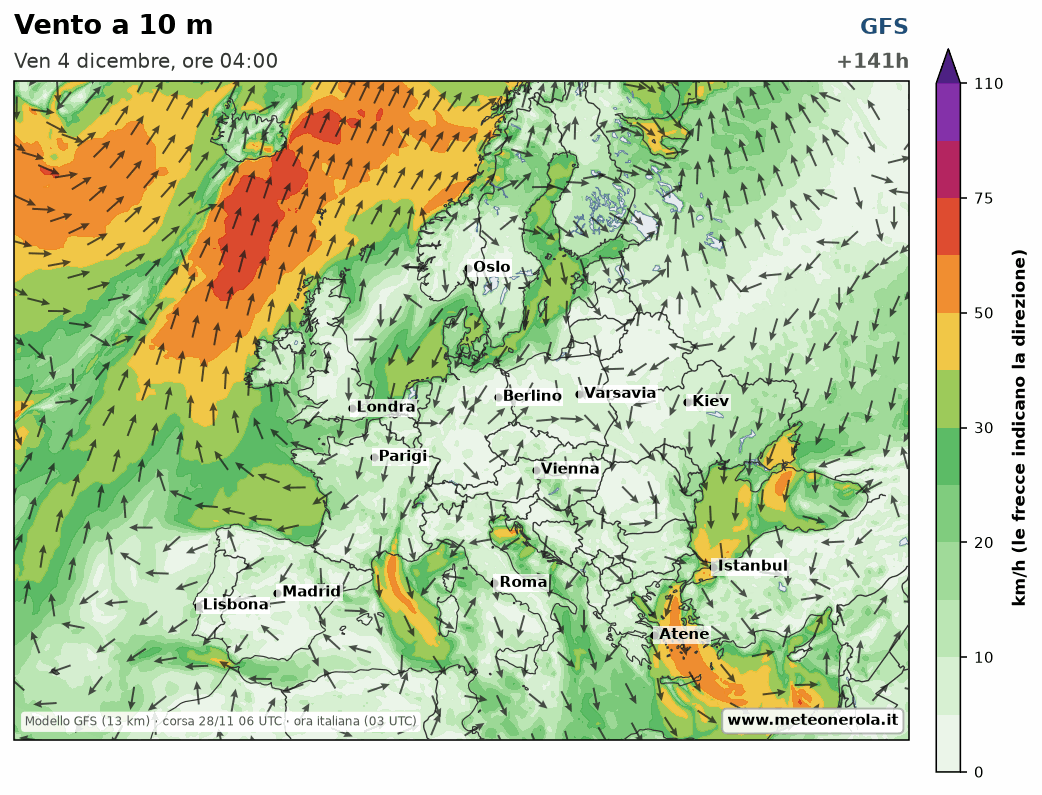 Vento a 10 m
GFS
Ven 4 dicembre, ore 04:00
+141h
110
75
50
30
20
10
0
km/h (le frecce indicano la direzione)
Oslo
Londra
Berlino
Varsavia
Kiev
Parigi
Vienna
Istanbul
Roma
Madrid
Lisbona
Atene
Modello GFS (13 km) · corsa 28/11 06 UTC · ora italiana (03 UTC)
www.meteonerola.it